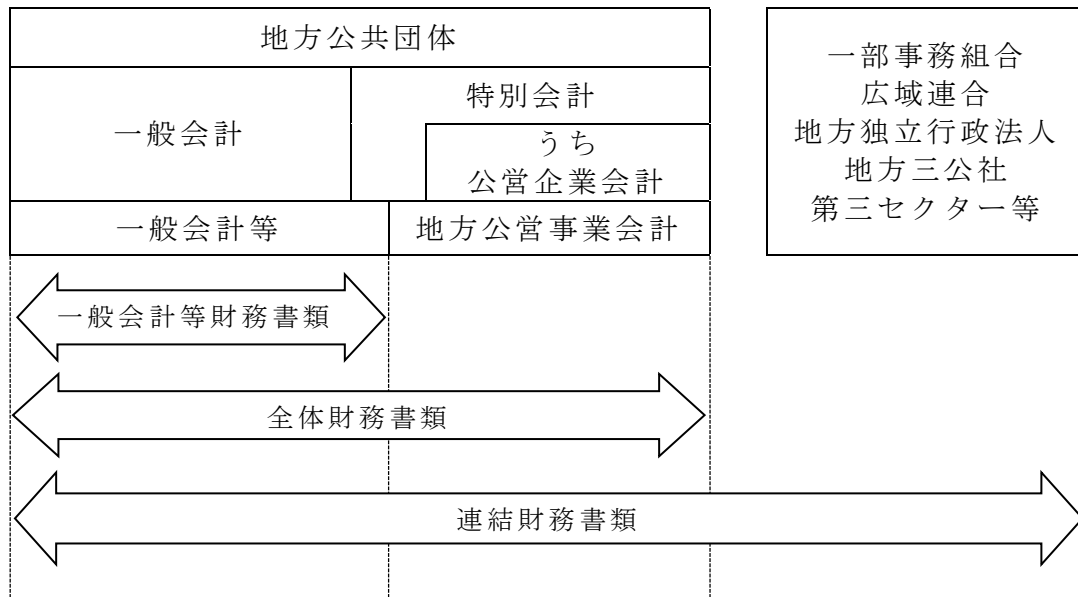 地方公共団体
一般会計
特別会計
うち
公営企業会計
一般会計等
地方公営事業会計
一部事務組合
広域連合
地方独立行政法人
地方三公社
第三セクター等
一般会計等財務書類
全体財務書類
連結財務書類